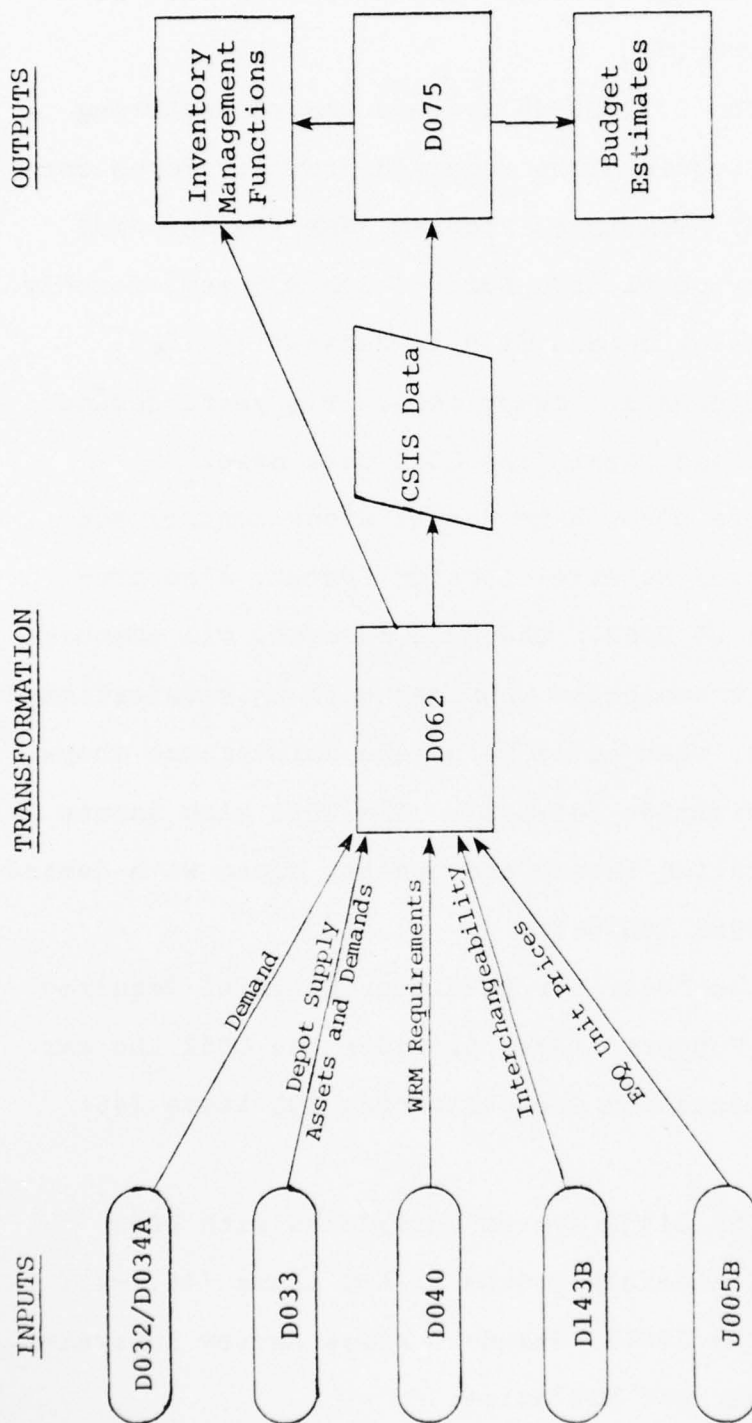 INPUTS
TRANSFORMATION
OUTPUTS
D032/D034A
D033
D040
D143B
J005B
Demand
Depot Supply
Assets and Demands
WRM Requirements
Interchangeability
EOQ Unit Prices
D062
CSIS Data
Inventory
Management
Functions
D075
Budget
Estimates